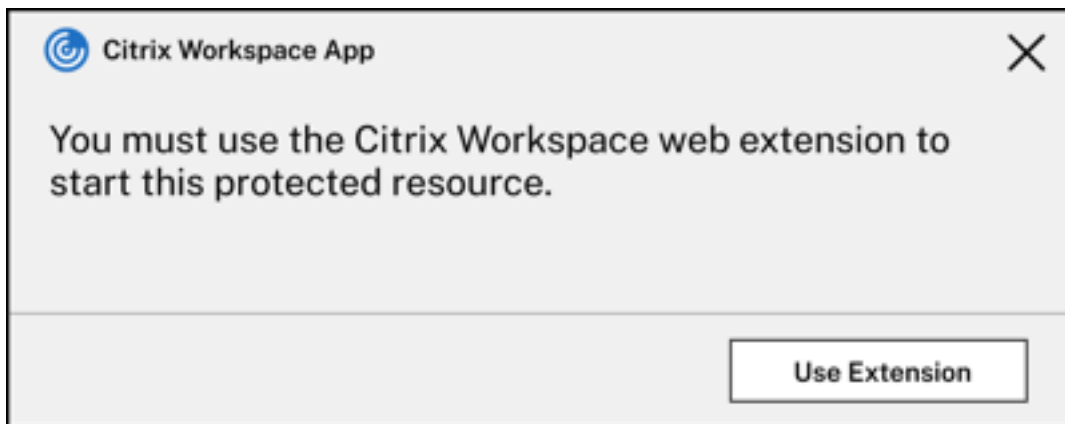 Citrix Workspace App
You must use the Citrix Workspace web extension to
start this protected resource.
Use Extension